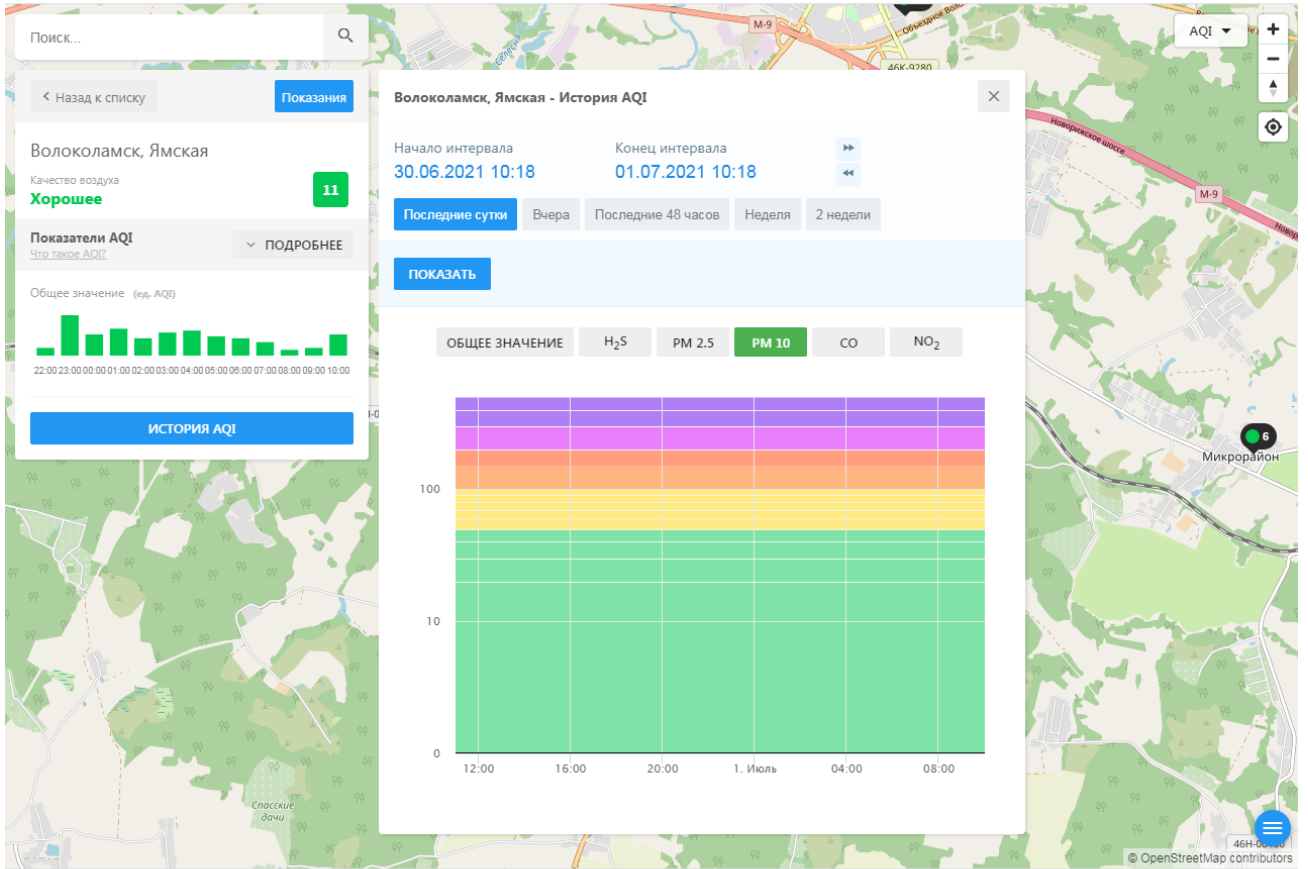 Поиск...
M-9
46К-9280
AQI
Назад к списку
Показания
Волоколамск, Ямская
Качество воздуха
Хорошее
11
Показатели AQI
Что такое AQI?
ПОДРОБНЕЕ
Общее значение (ед. AQI)
22:00 23:00 00:00 01:00 02:00 03:00 04:00 05:00 06:00 07:00 08:00 09:00 10:00
ИСТОРИЯ AQI
Волоколамск, Ямская - История AQI
Начало интервала
Конец интервала
30.06.2021 10:18
01.07.2021 10:18
Последние сутки
Вчера
Последние 48 часов
Неделя
2 недели
ПОКАЗАТЬ
ОБЩЕЕ ЗНАЧЕНИЕ
H2S
PM 2.5
PM 10
CO
NO2
100
10
0
12:00
16:00
20:00
1. Июль
04:00
08:00
Новорижское шоссе
M-9
6
Микрорайон
Спасские
дачи
© OpenStreetMap contributors